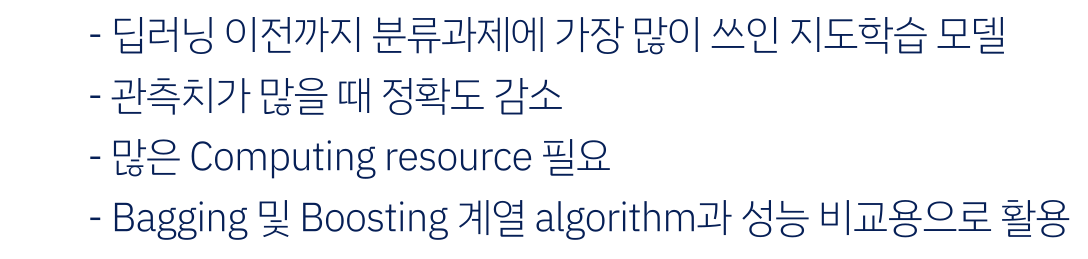 - 딥러닝 이전까지 분류과제에 가장 많이 쓰인 지도학습 모델
- 관측치가 많을 때 정확도 감소
- 많은 Computing resource 필요
- Bagging 및 Boosting 계열 algorithm과 성능 비교용으로 활용